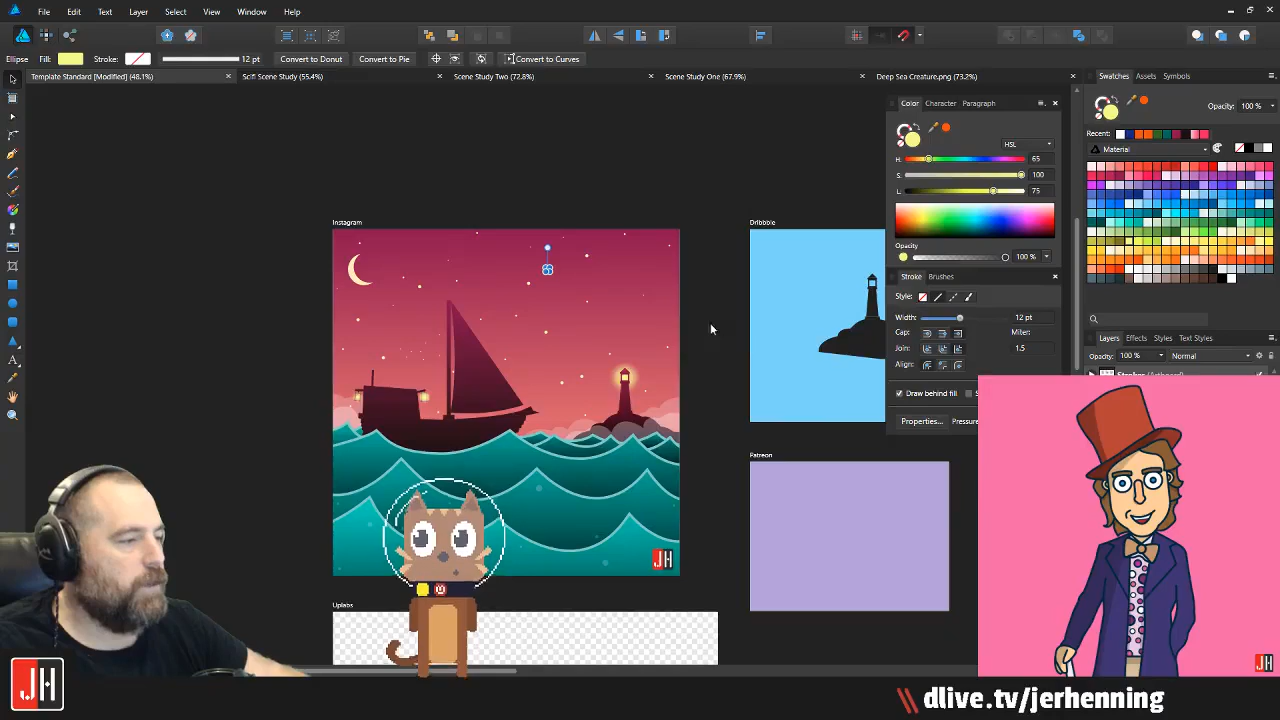 File Edit Text Layer Select View Window Help
Ellipse Fill: Stroke: 12 pt Convert to Donut Convert to Pie Convert to Curves
Template Standard [Modified] (48.1%) Scifi Scene Study (55.4%) Scene Study Two (72.8%) Scene Study One (67.9%) Deep Sea Creature.png (73.2%)
Color Character Paragraph
HSL
H: 65
S: 100
L: 75
Opacity
100 %
Stroke Brushes
Style:
Width: 12 pt
Cap: Miter:
Join: 1.5
Align:
Draw behind fill S
Properties... Pressure
Swatches Assets Symbols
Opacity: 100 %
Recent:
Material
Layers Effects Styles Text Styles
Opacity: 100 % Normal
Instagram
Dribbble
Patreon
Uplabs
JH
JH
JH
\\ dlive.tv/jerhenning